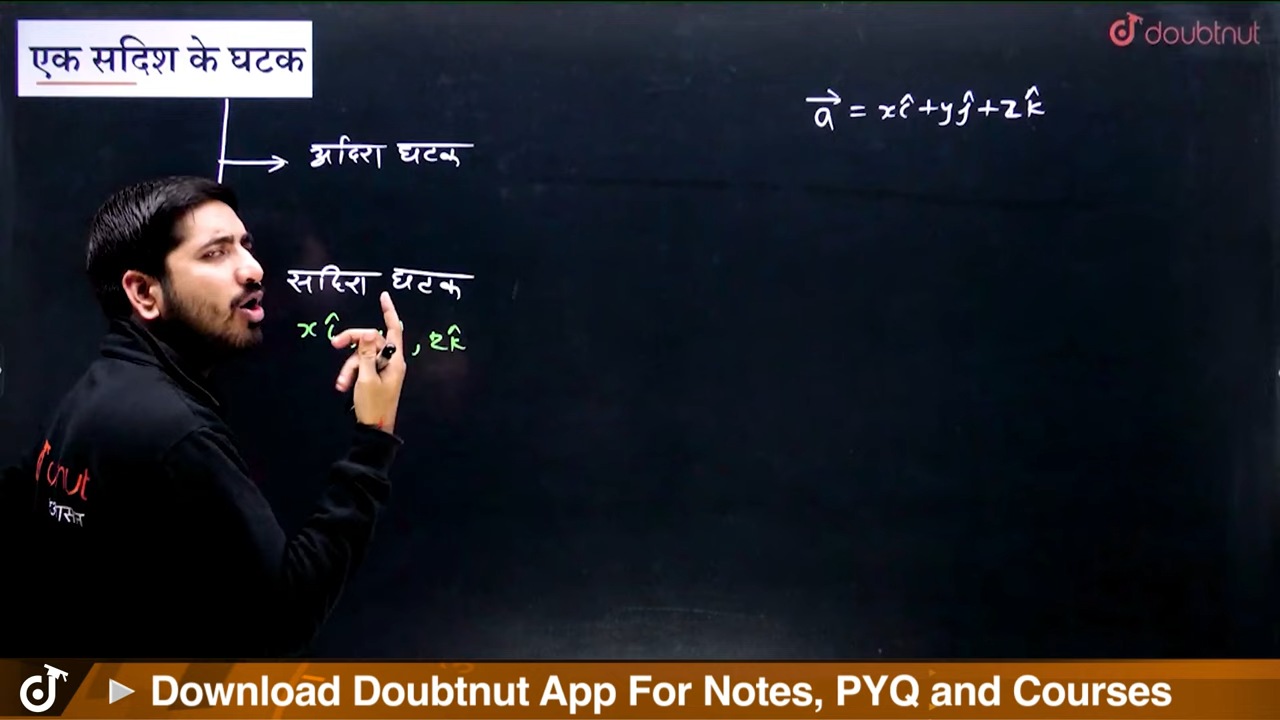 एक सदिश के घटक
doubtnut
a⃗ = xî + yĵ + zk̂
अदिश घटक
सदिश घटक
xî, , zk̂
Download Doubtnut App For Notes, PYQ and Courses